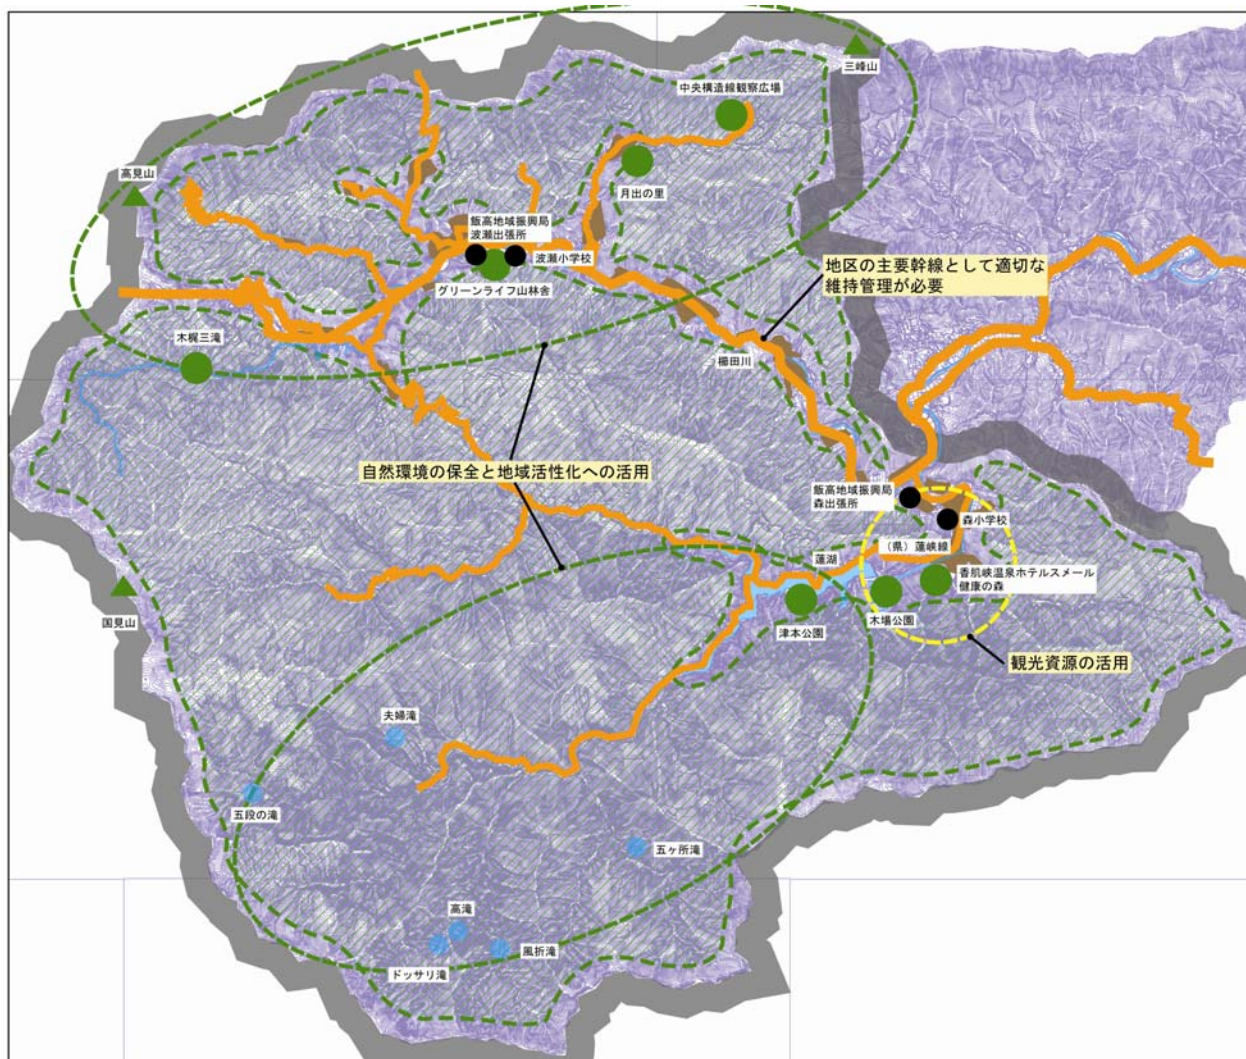 三峰山
中央構造線観察広場
高見山
月出の里
飯高地域振興局
波瀬出張所
波瀬小学校
グリーンライフ山林舎
地区の主要幹線として適切な
維持管理が必要
木梶三滝
櫛田川
自然環境の保全と地域活性化への活用
飯高地域振興局
森出張所
森小学校
（県）蓮峡線
蓮湖
香肌峡温泉ホテルスメール
健康の森
国見山
津本公園
木場公園
観光資源の活用
夫婦滝
五段の滝
五ヶ所滝
高滝
風折滝
ドッサリ滝